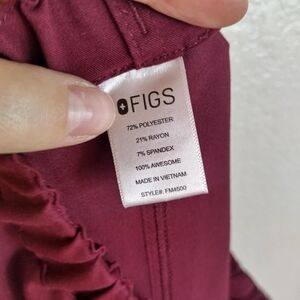 FIGS
72% POLYESTER
21% RAYON
7% SPANDEX
100% AWESOME
MADE IN VIETNAM
STYLE#: FM4500